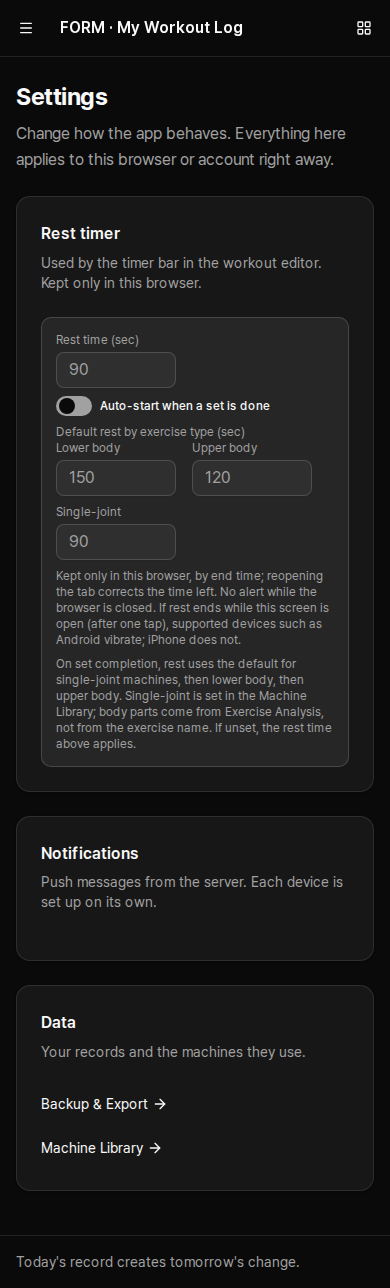 FORM · My Workout Log
Settings
Change how the app behaves. Everything here
applies to this browser or account right away.
Rest timer
Used by the timer bar in the workout editor.
Kept only in this browser.
Rest time (sec)
90
Auto-start when a set is done
Default rest by exercise type (sec)
Lower body Upper body
150 120
Single-joint
90
Kept only in this browser, by end time; reopening
the tab corrects the time left. No alert while the
browser is closed. If rest ends while this screen is
open (after one tap), supported devices such as
Android vibrate; iPhone does not.
On set completion, rest uses the default for
single-joint machines, then lower body, then
upper body. Single-joint is set in the Machine
Library; body parts come from Exercise Analysis,
not from the exercise name. If unset, the rest time
above applies.
Notifications
Push messages from the server. Each device is
set up on its own.
Data
Your records and the machines they use.
Backup & Export →
Machine Library →
Today's record creates tomorrow's change.